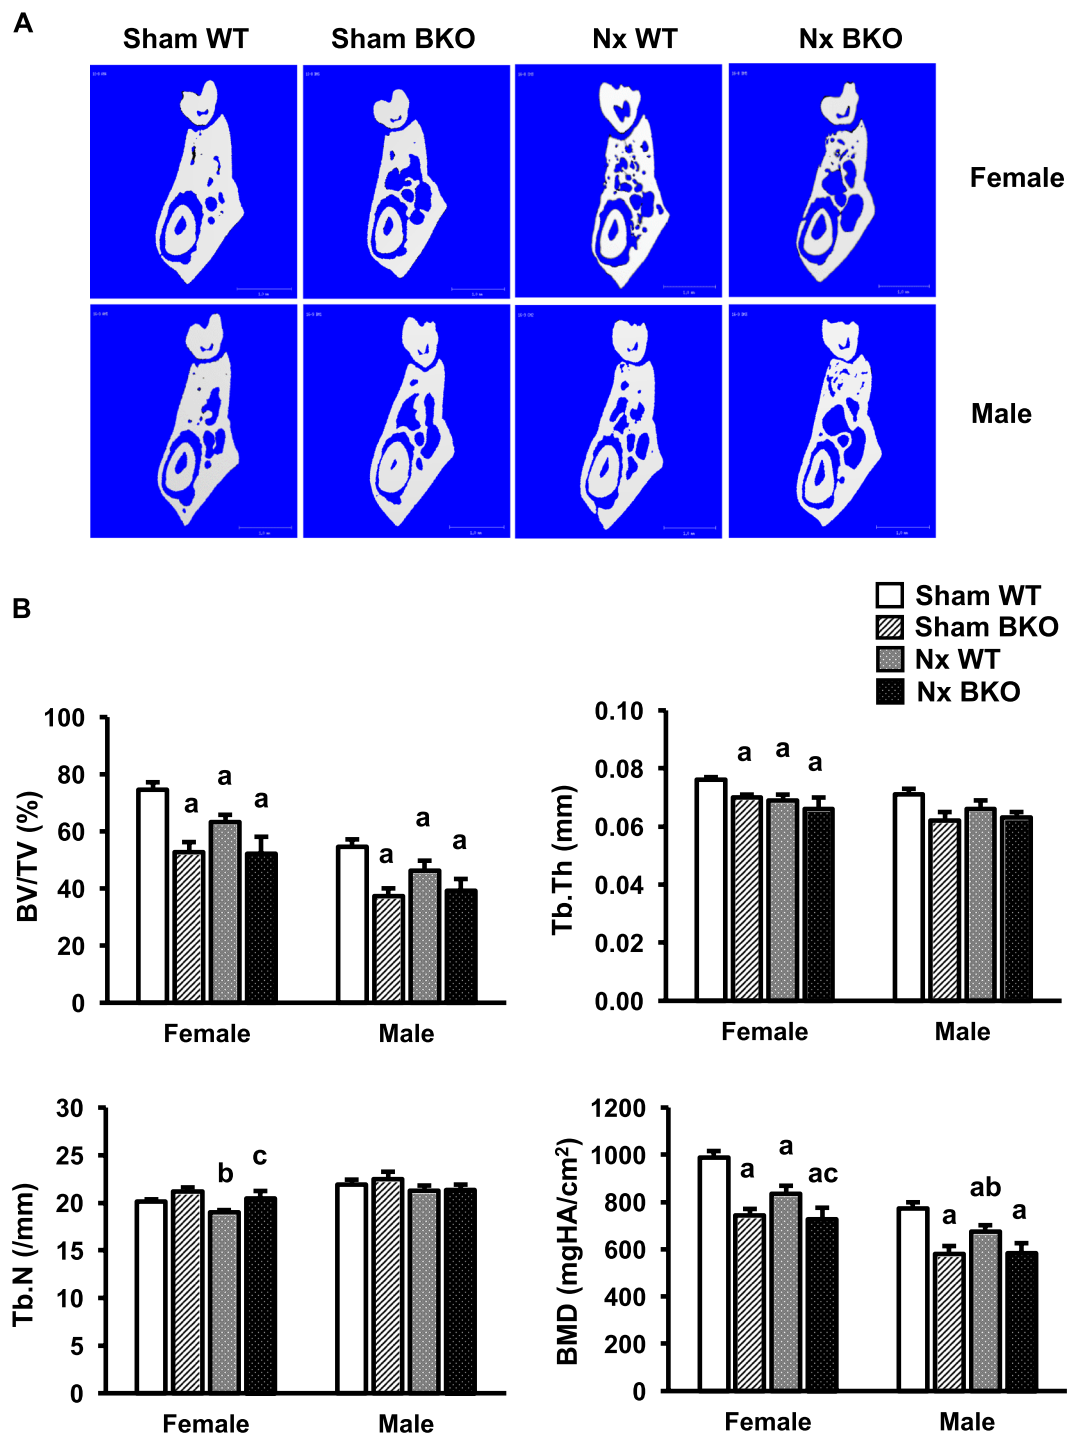 A
Sham WT Sham BKO Nx WT Nx BKO
Female
Male
B
Sham WT
Sham BKO
Nx WT
Nx BKO
BV/TV (%)
100
80
60
40
20
0
a a a
a a a
Female Male
Tb.Th (mm)
0.10
0.08
0.06
0.04
0.02
0.00
a a a
Female Male
Tb.N (/mm)
30
25
20
15
10
5
0
b c
Female Male
BMD (mgHA/cm²)
1200
1000
800
600
400
200
0
a a ac
a ab a
Female Male